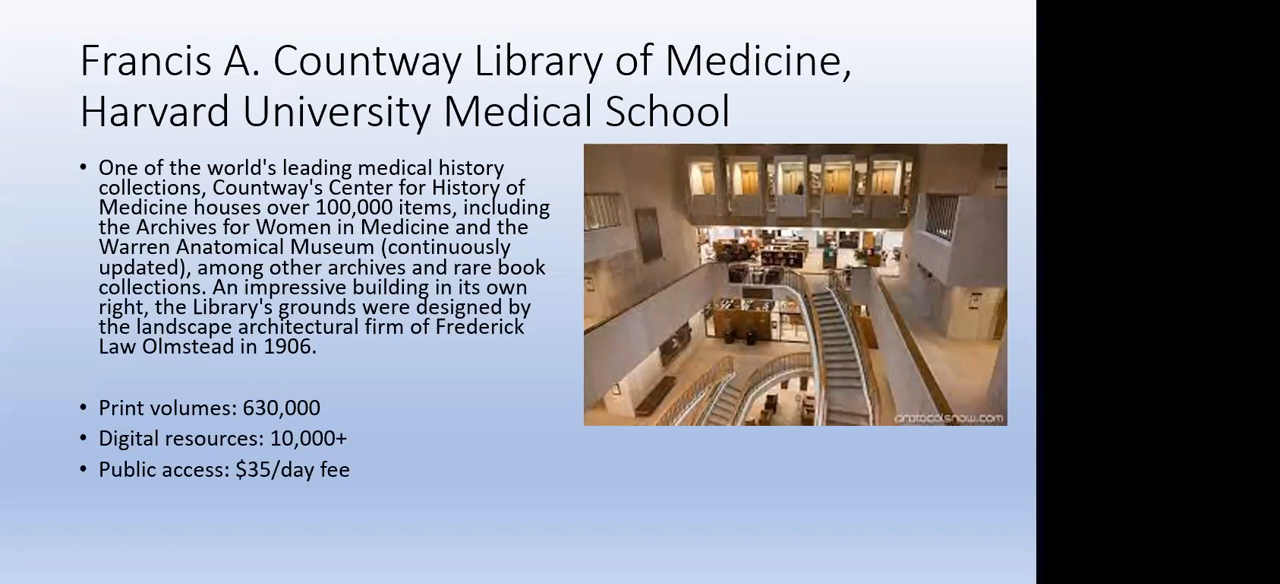 Francis A. Countway Library of Medicine,
Harvard University Medical School
• One of the world's leading medical history
collections, Countway's Center for History of
Medicine houses over 100,000 items, including
the Archives for Women in Medicine and the
Warren Anatomical Museum (continuously
updated), among other archives and rare book
collections. An impressive building in its own
right, the Library's grounds were designed by
the landscape architectural firm of Frederick
Law Olmstead in 1906.
• Print volumes: 630,000
• Digital resources: 10,000+
• Public access: $35/day fee
protocolsnow.com